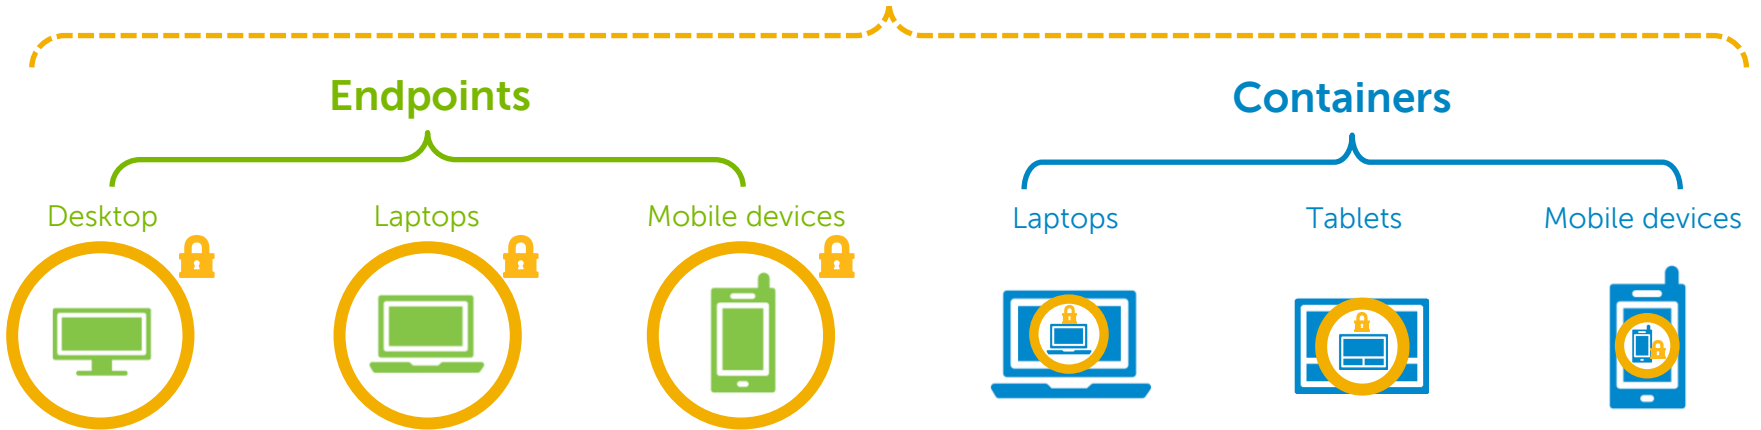 Endpoints
Containers
Desktop
Laptops
Mobile devices
Laptops
Tablets
Mobile devices